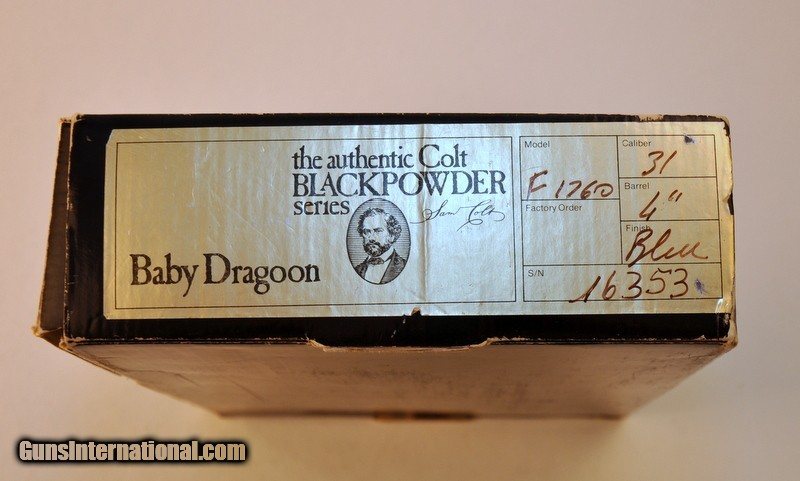 the authentic Colt
BLACKPOWDER
series
Sam Colt
Baby Dragoon
Model
F 1760
Factory Order
Caliber
31
Barrel
4"
Finish
Blue
S/N
16353
GunsInternational.com